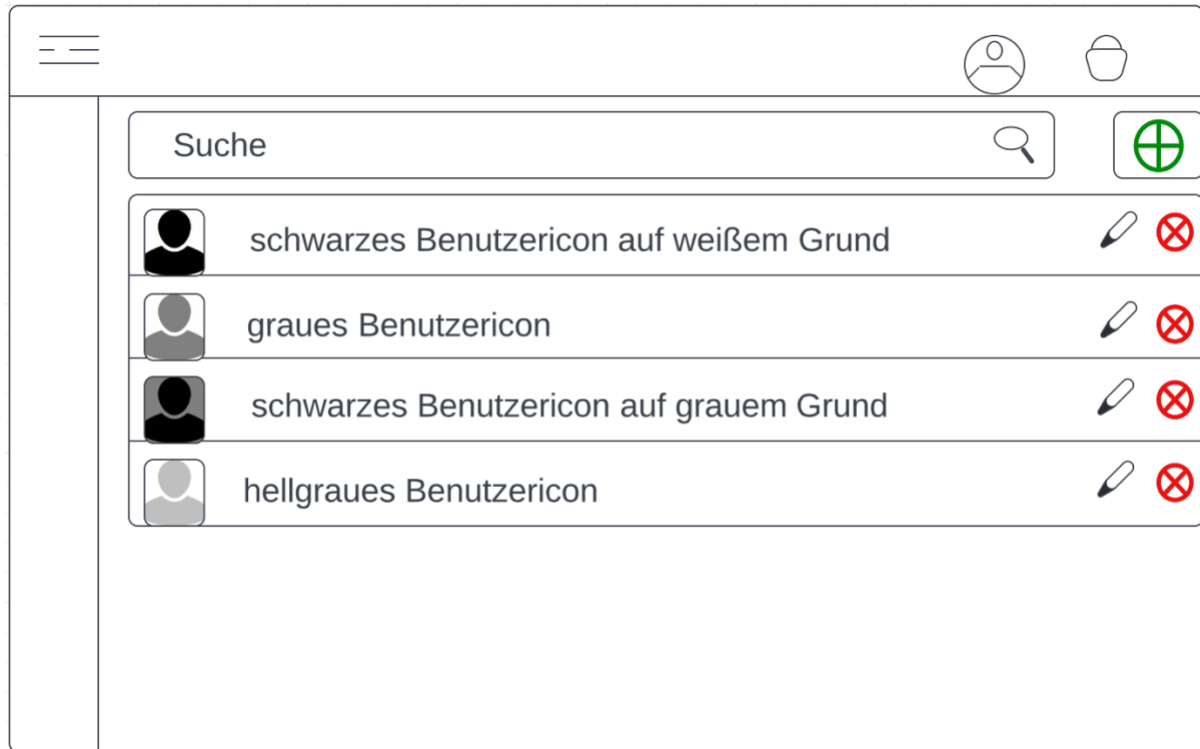 Suche
schwarzes Benutzericon auf weißem Grund
graues Benutzericon
schwarzes Benutzericon auf grauem Grund
hellgraues Benutzericon